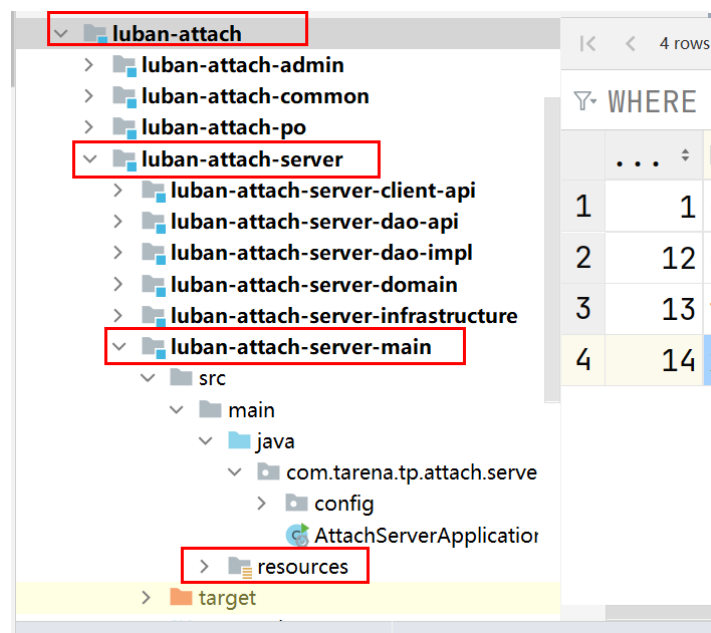 luban-attach
luban-attach-admin
luban-attach-common
luban-attach-po
luban-attach-server
luban-attach-server-client-api
luban-attach-server-dao-api
luban-attach-server-dao-impl
luban-attach-server-domain
luban-attach-server-infrastructure
luban-attach-server-main
src
main
java
com.tarena.tp.attach.serve
config
AttachServerApplication
resources
target
4 rows
WHERE
...
1 1
2 12
3 13
4 14